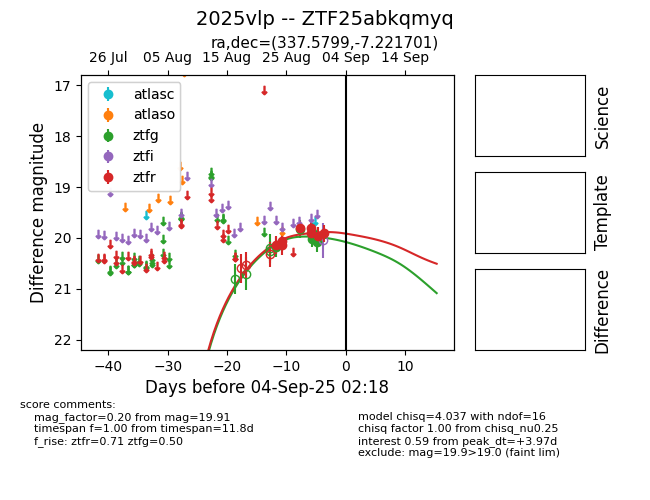 2025vlp -- ZTF25abkqmyq
ra,dec=(337.5799,-7.221701)
26 Jul 05 Aug 15 Aug 25 Aug 04 Sep 14 Sep
17
18
19
20
21
22
Difference magnitude
atlasc
atlaso
ztfg
ztfi
ztfr
−40 −30 −20 −10 0 10
Days before 04-Sep-25 02:18
Science
Template
Difference
score comments:
mag_factor=0.20 from mag=19.91
timespan f=1.00 from timespan=11.8d
f_rise: ztfr=0.71 ztfg=0.50
model chisq=4.037 with ndof=16
chisq factor 1.00 from chisq_nu0.25
interest 0.59 from peak_dt=+3.97d
exclude: mag=19.9>19.0 (faint lim)